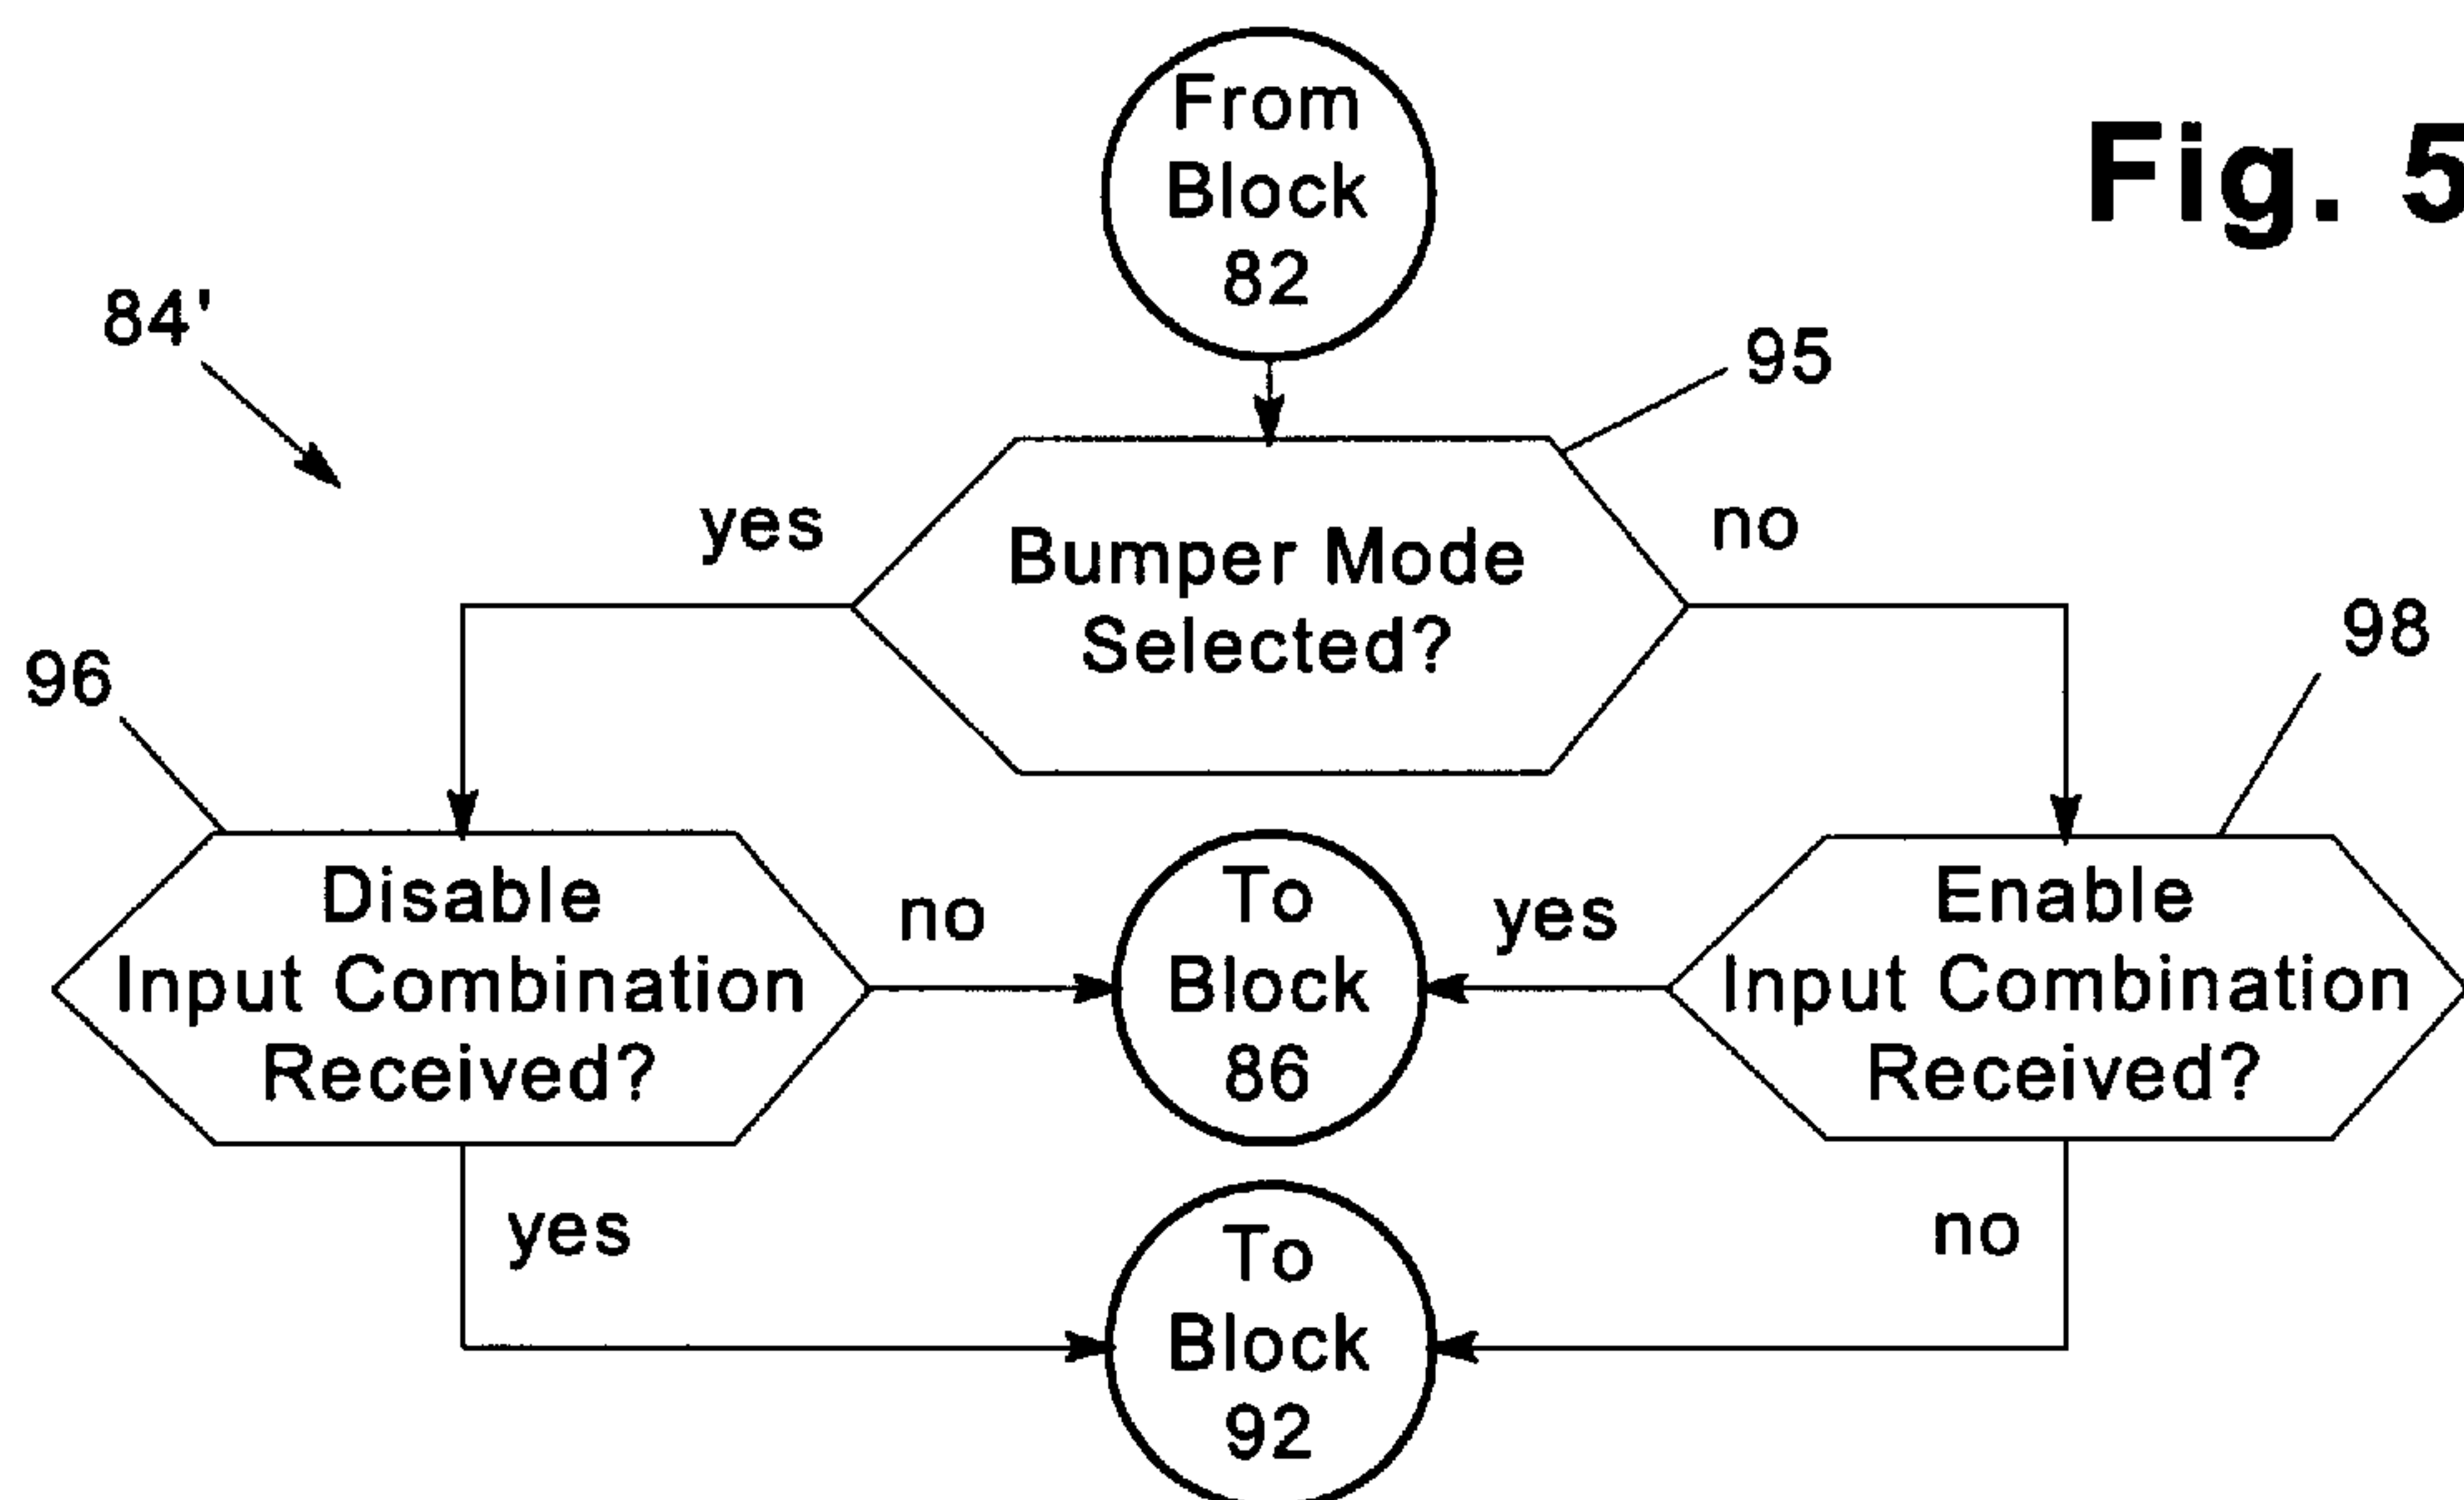 From
Block
82
Fig. 5
84'
95
yes
no
Bumper Mode
Selected?
96
98
Disable
Input Combination
Received?
no
To
Block
86
yes
Enable
Input Combination
Received?
yes
no
To
Block
92